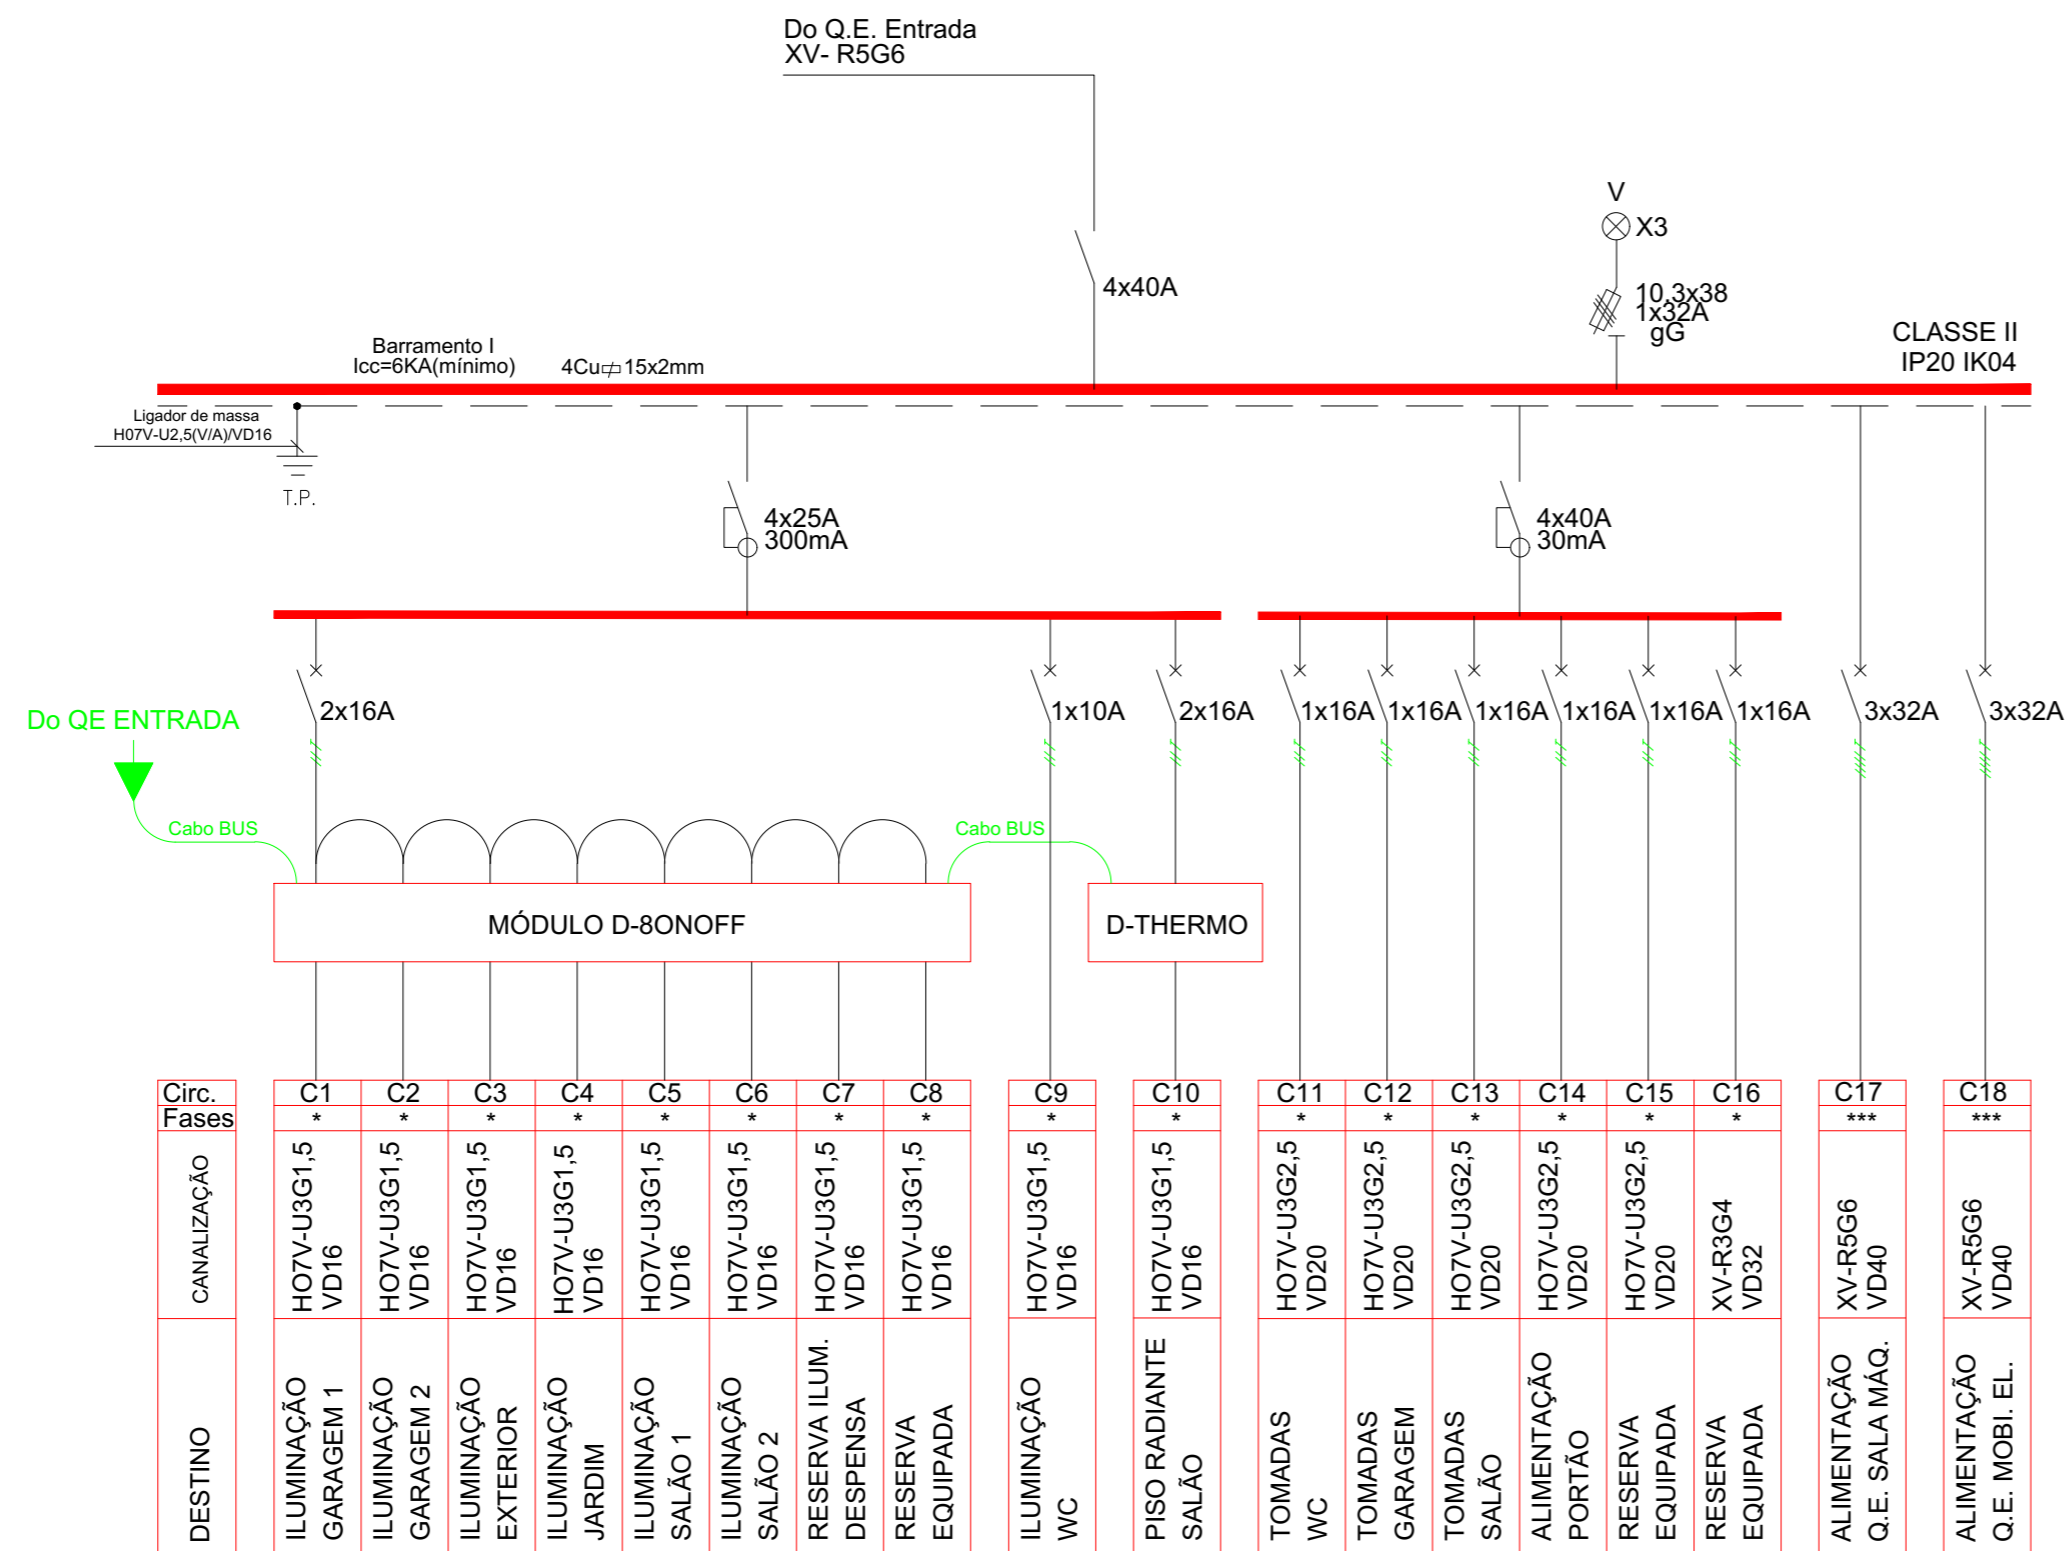 Do Q.E. Entrada
XV- R5G6
4x40A
V
X3
10,3x38
1x32A
gG
CLASSE II
IP20 IK04
Barramento I
Icc=6KA(mínimo)
4Cu 15x2mm
Ligador de massa
H07V-U2,5(V/A)/VD16
T.P.
4x25A
300mA
4x40A
30mA
2x16A
1x10A
2x16A
1x16A
1x16A
1x16A
1x16A
1x16A
1x16A
3x32A
3x32A
Do QE ENTRADA
Cabo BUS
Cabo BUS
MÓDULO D-8ONOFF
D-THERMO
Circ. C1 C2 C3 C4 C5 C6 C7 C8 C9 C10 C11 C12 C13 C14 C15 C16 C17 C18
Fases * * * * * * * * * * * * * * * * *** ***
CANALIZAÇÃO
HO7V-U3G1,5
VD16
HO7V-U3G1,5
VD16
HO7V-U3G1,5
VD16
HO7V-U3G1,5
VD16
HO7V-U3G1,5
VD16
HO7V-U3G1,5
VD16
HO7V-U3G1,5
VD16
HO7V-U3G1,5
VD16
HO7V-U3G1,5
VD16
HO7V-U3G1,5
VD16
HO7V-U3G2,5
VD20
HO7V-U3G2,5
VD20
HO7V-U3G2,5
VD20
HO7V-U3G2,5
VD20
HO7V-U3G2,5
VD20
XV-R3G4
VD32
XV-R5G6
VD40
XV-R5G6
VD40
DESTINO
ILUMINAÇÃO
GARAGEM 1
ILUMINAÇÃO
GARAGEM 2
ILUMINAÇÃO
EXTERIOR
ILUMINAÇÃO
JARDIM
ILUMINAÇÃO
SALÃO 1
ILUMINAÇÃO
SALÃO 2
RESERVA ILUM.
DESPENSA
RESERVA
EQUIPADA
ILUMINAÇÃO
WC
PISO RADIANTE
SALÃO
TOMADAS
WC
TOMADAS
GARAGEM
TOMADAS
SALÃO
ALIMENTAÇÃO
PORTÃO
RESERVA
EQUIPADA
RESERVA
EQUIPADA
ALIMENTAÇÃO
Q.E. SALA MÁQ.
ALIMENTAÇÃO
Q.E. MOBI. EL.